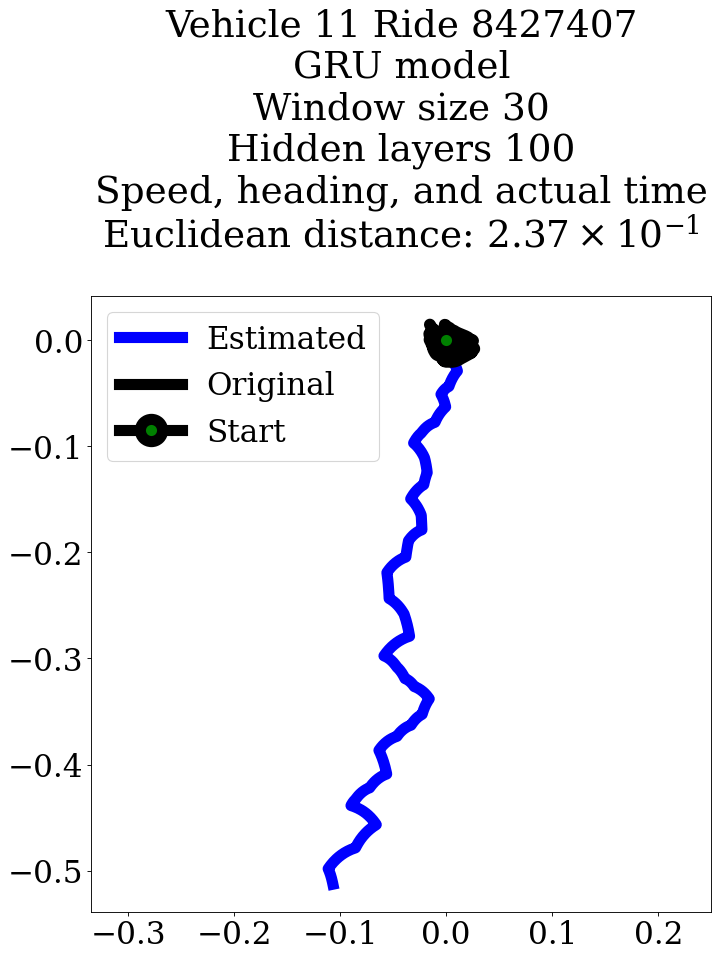 Vehicle 11 Ride 8427407
GRU model
Window size 30
Hidden layers 100
Speed, heading, and actual time
Euclidean distance: 2.37 × 10⁻¹
Estimated
Original
Start
0.0
−0.1
−0.2
−0.3
−0.4
−0.5
−0.3 −0.2 −0.1 0.0 0.1 0.2